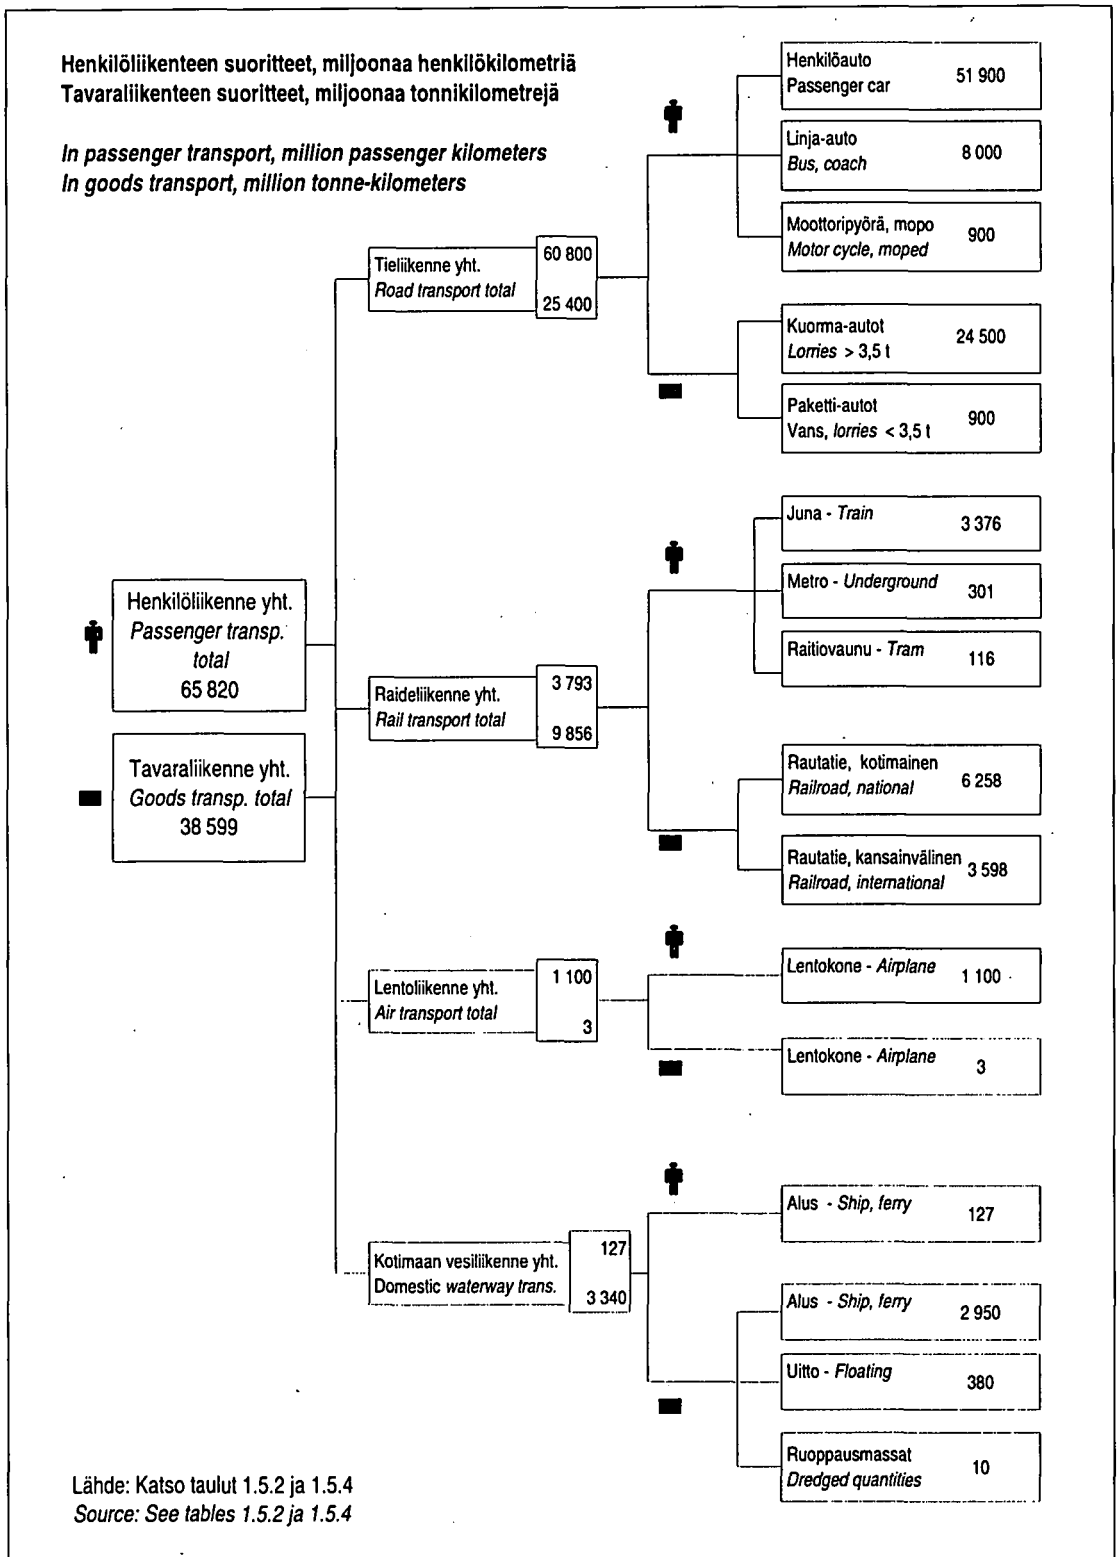 Henkilöliikenteen suoritteet, miljoonaa henkilökilometriä
Tavaraliikenteen suoritteet, miljoonaa tonnikilometrejä
In passenger transport, million passenger kilometers
In goods transport, million tonne-kilometers
Henkilöliikenne yht.
Passenger transp.
total
65 820
Tavaraliikenne yht.
Goods transp. total
38 599
Tieliikenne yht.
Road transport total
60 800
25 400
Henkilöauto
Passenger car
51 900
Linja-auto
Bus, coach
8 000
Moottoripyörä, mopo
Motor cycle, moped
900
Kuorma-autot
Lorries > 3,5 t
24 500
Paketti-autot
Vans, lorries < 3,5 t
900
Raideliikenne yht.
Rail transport total
3 793
9 856
Juna - Train
3 376
Metro - Underground
301
Raitiovaunu - Tram
116
Rautatie, kotimainen
Railroad, national
6 258
Rautatie, kansainvälinen
Railroad, international
3 598
Lentoliikenne yht.
Air transport total
1 100
3
Lentokone - Airplane
1 100
Lentokone - Airplane
3
Kotimaan vesiliikenne yht.
Domestic waterway trans.
127
3 340
Alus - Ship, ferry
127
Alus - Ship, ferry
2 950
Uitto - Floating
380
Ruoppausmassat
Dredged quantities
10
Lähde: Katso taulut 1.5.2 ja 1.5.4
Source: See tables 1.5.2 ja 1.5.4